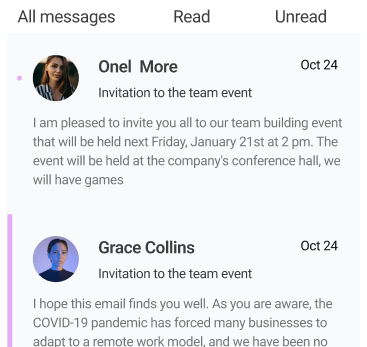 All messages Read Unread
Onel More Oct 24
Invitation to the team event
I am pleased to invite you all to our team building event
that will be held next Friday, January 21st at 2 pm. The
event will be held at the company's conference hall, we
will have games
Grace Collins Oct 24
Invitation to the team event
I hope this email finds you well. As you are aware, the
COVID-19 pandemic has forced many businesses to
adapt to a remote work model, and we have been no